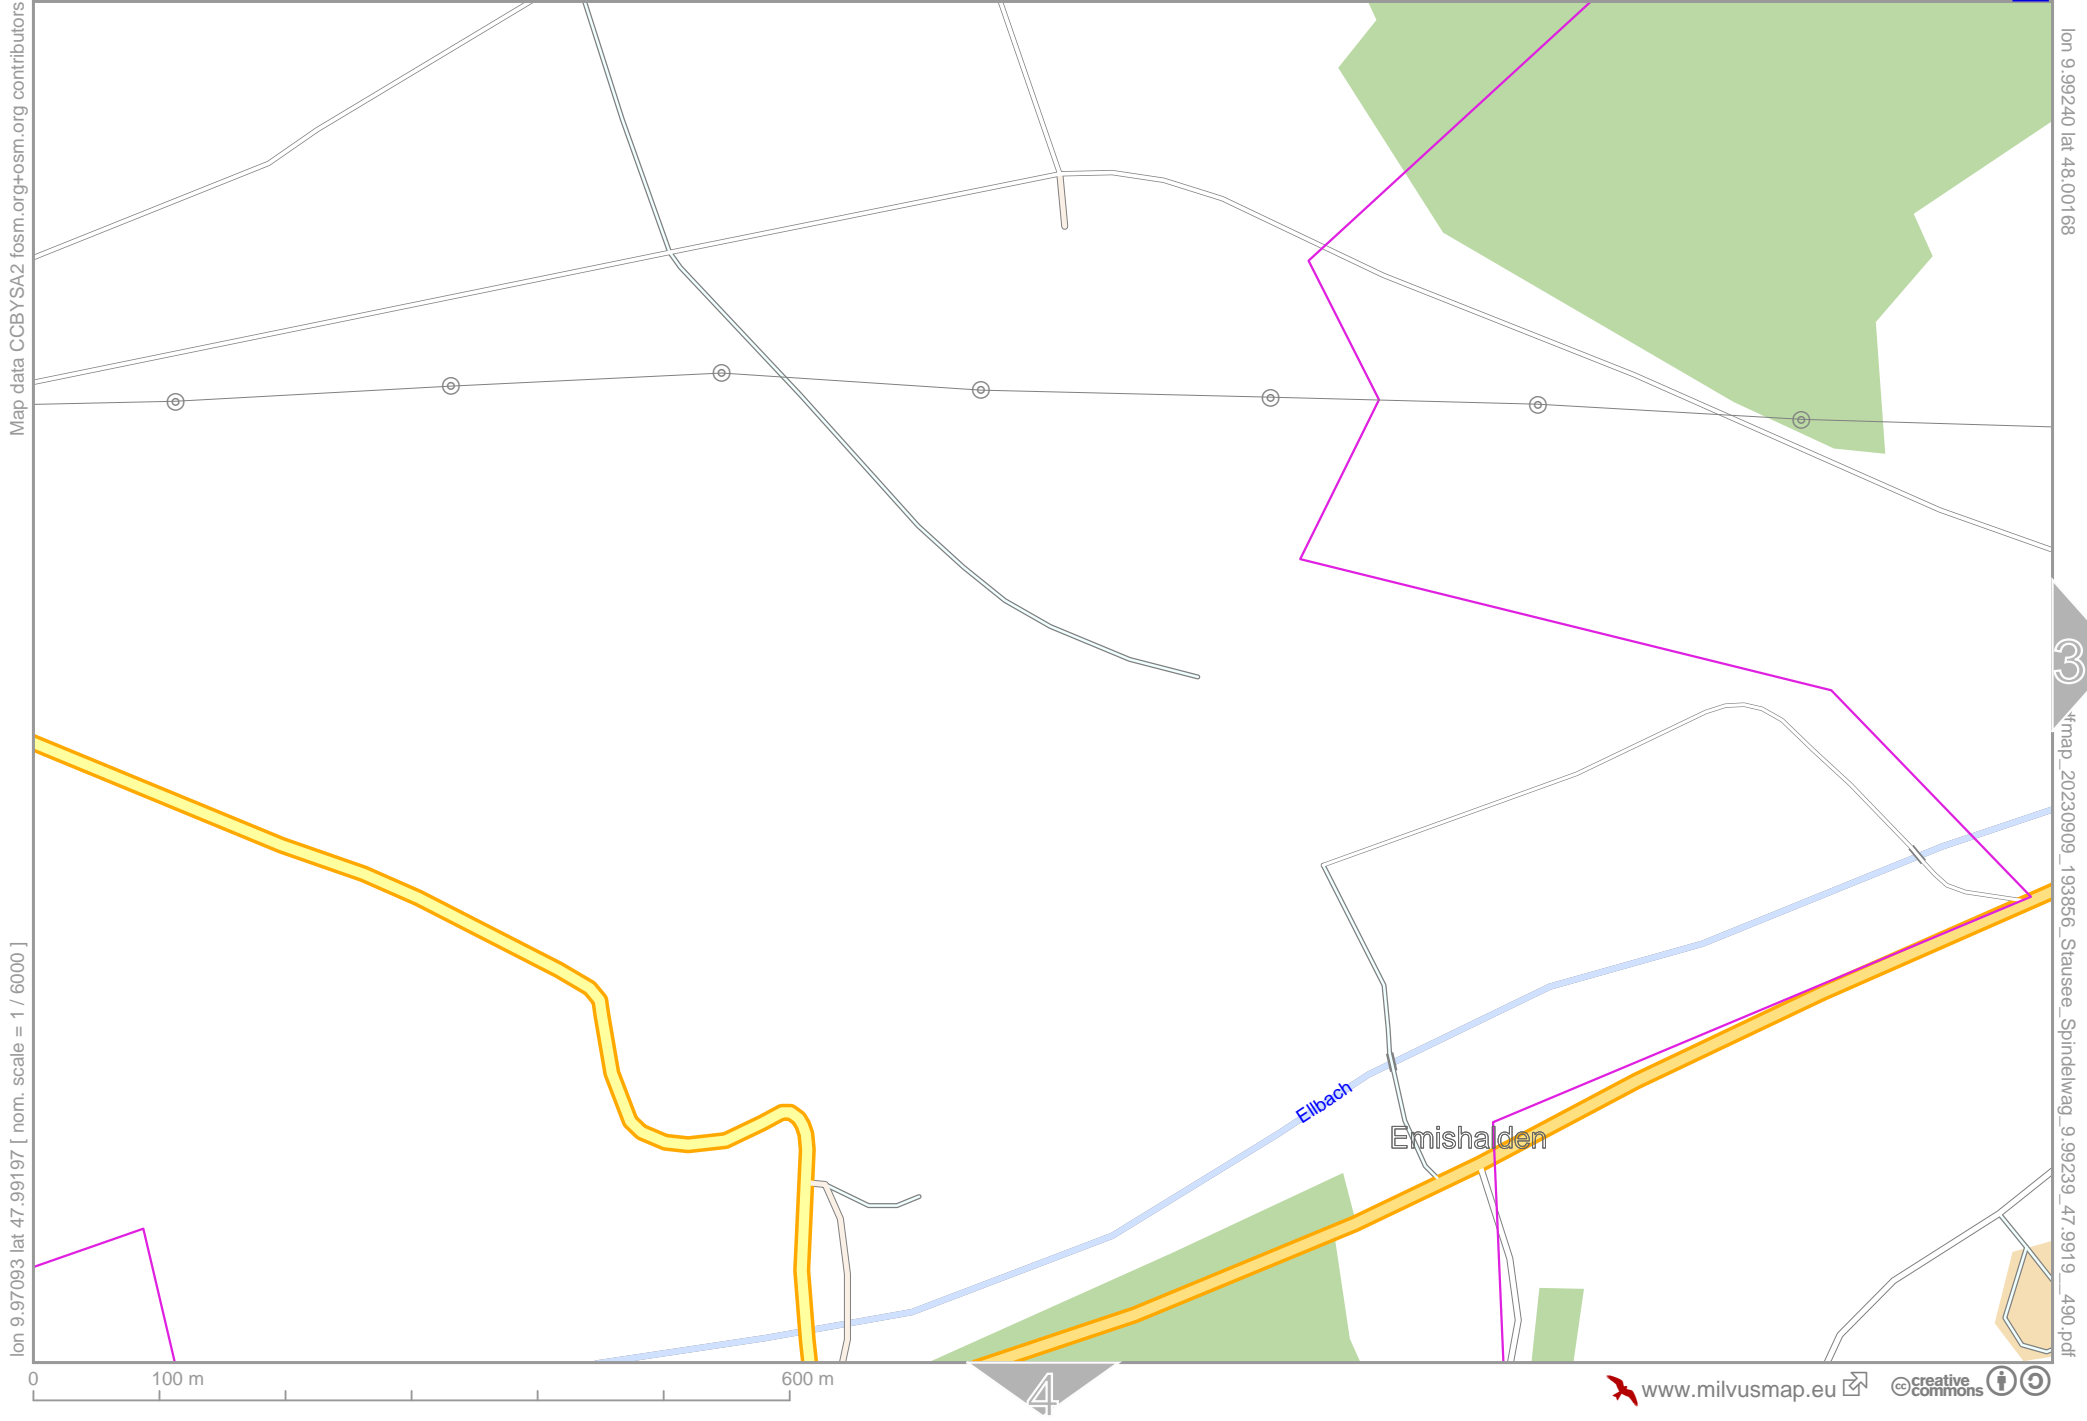 Map data CCBYSA2 fosm.org+osm.org contributors
lon 9.97093 lat 47.99197 [ nom. scale = 1 / 6000 ]
lon 9.99240 lat 48.00168
3
fmap_20230909_193856_Stausee_Spindelwag_9.99239_47.9919__490.pdf
Ellbach
Emishalden
0
100 m
600 m
4
www.milvusmap.eu
cc creative commons